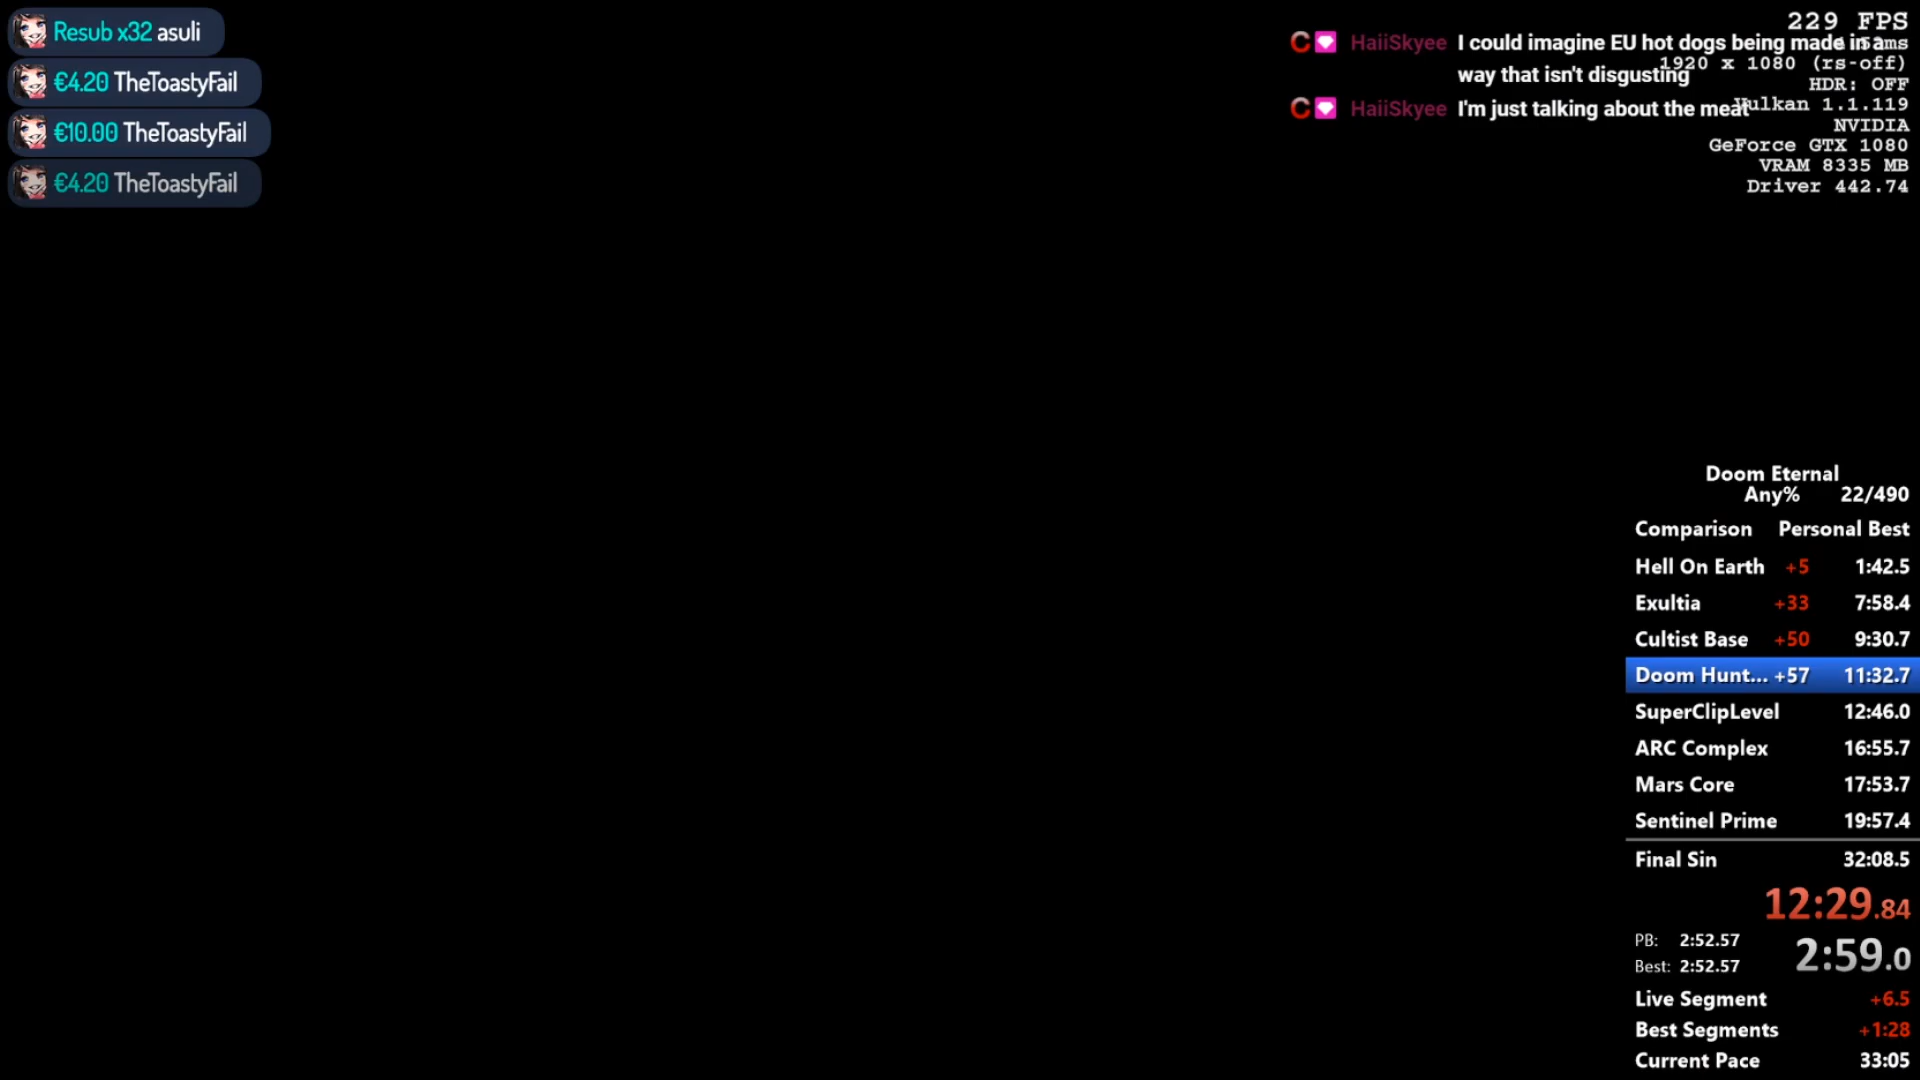 Resub x32 asuli
€4.20 TheToastyFail
€10.00 TheToastyFail
€4.20 TheToastyFail
HaiiSkyee I could imagine EU hot dogs being made in a
way that isn't disgusting
HaiiSkyee I'm just talking about the meat
229 FPS
1920 x 1080 (rs-off)
HDR: OFF
Vulkan 1.1.119
NVIDIA
GeForce GTX 1080
VRAM 8335 MB
Driver 442.74
Doom Eternal
Any% 22/490
Comparison Personal Best
Hell On Earth +5 1:42.5
Exultia +33 7:58.4
Cultist Base +50 9:30.7
Doom Hunt... +57 11:32.7
SuperClipLevel 12:46.0
ARC Complex 16:55.7
Mars Core 17:53.7
Sentinel Prime 19:57.4
Final Sin 32:08.5
12:29.84
PB: 2:52.57
Best: 2:52.57
2:59.0
Live Segment +6.5
Best Segments +1:28
Current Pace 33:05